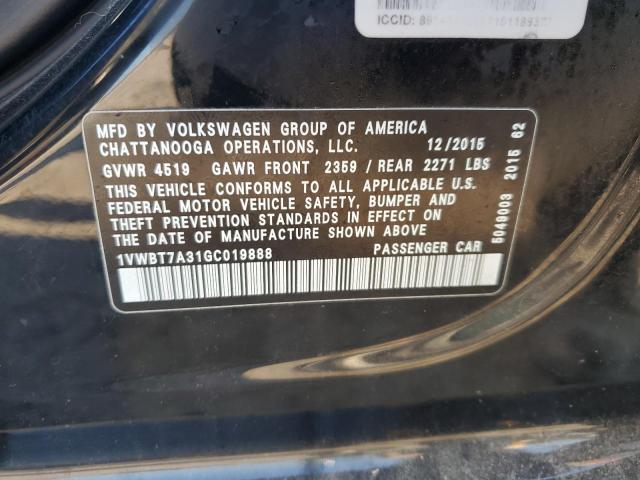 ICCID:
MFD BY VOLKSWAGEN GROUP OF AMERICA
CHATTANOOGA OPERATIONS, LLC. 12/2015
GVWR 4519 GAWR FRONT 2359 / REAR 2271 LBS
THIS VEHICLE CONFORMS TO ALL APPLICABLE U.S.
FEDERAL MOTOR VEHICLE SAFETY, BUMPER AND
THEFT PREVENTION STANDARDS IN EFFECT ON
THE DATE OF MANUFACTURE SHOWN ABOVE
1VWBT7A31GC019888 PASSENGER CAR
5049003 2015 62